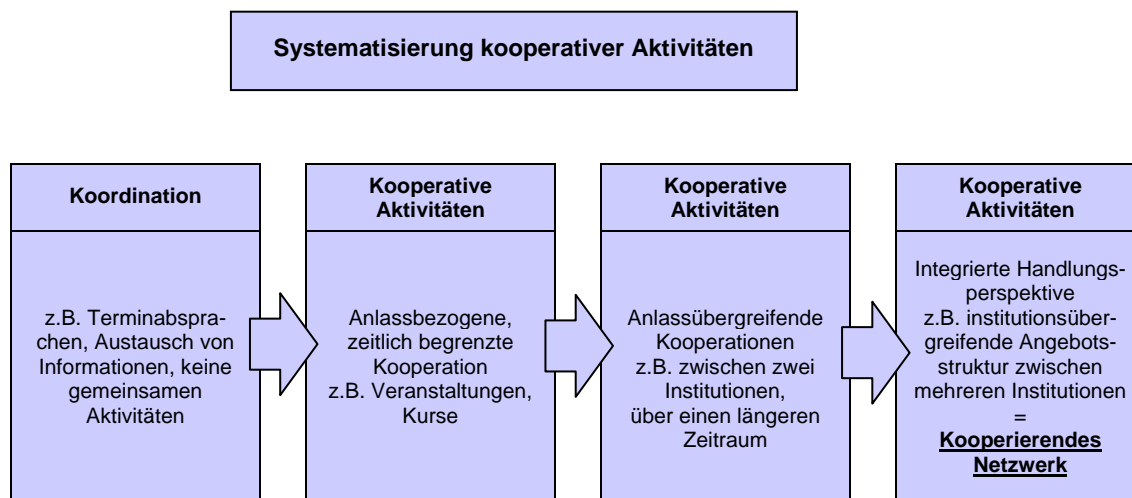 Systematisierung kooperativer Aktivitäten
Koordination
z.B. Terminabspra-
chen, Austausch von
Informationen, keine
gemeinsamen
Aktivitäten
Kooperative
Aktivitäten
Anlassbezogene,
zeitlich begrenzte
Kooperation
z.B. Veranstaltungen,
Kurse
Kooperative
Aktivitäten
Anlassübergreifende
Kooperationen
z.B. zwischen zwei
Institutionen,
über einen längeren
Zeitraum
Kooperative
Aktivitäten
Integrierte Handlungs-
perspektive
z.B. institutionsüber-
greifende Angebots-
struktur zwischen
mehreren Institutionen
=
Kooperierendes
Netzwerk